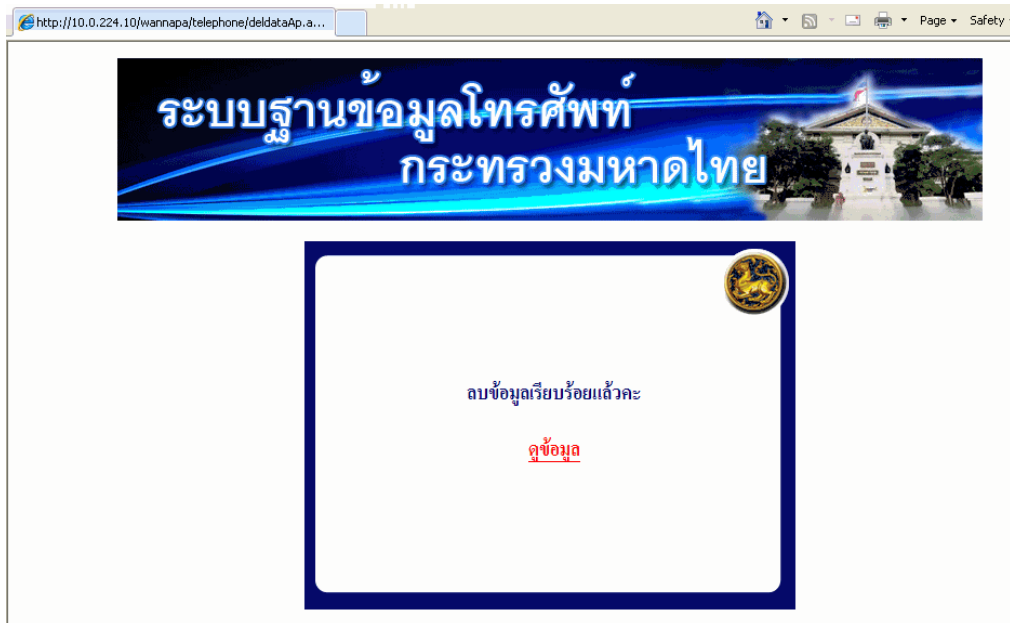 http://10.0.224.10/wannapa/telephone/deldataAp.a...
Page
Safety
ระบบฐานข้อมูลโทรศัพท์
กระทรวงมหาดไทย
ลบข้อมูลเรียบร้อยแล้วคะ
ดูข้อมูล